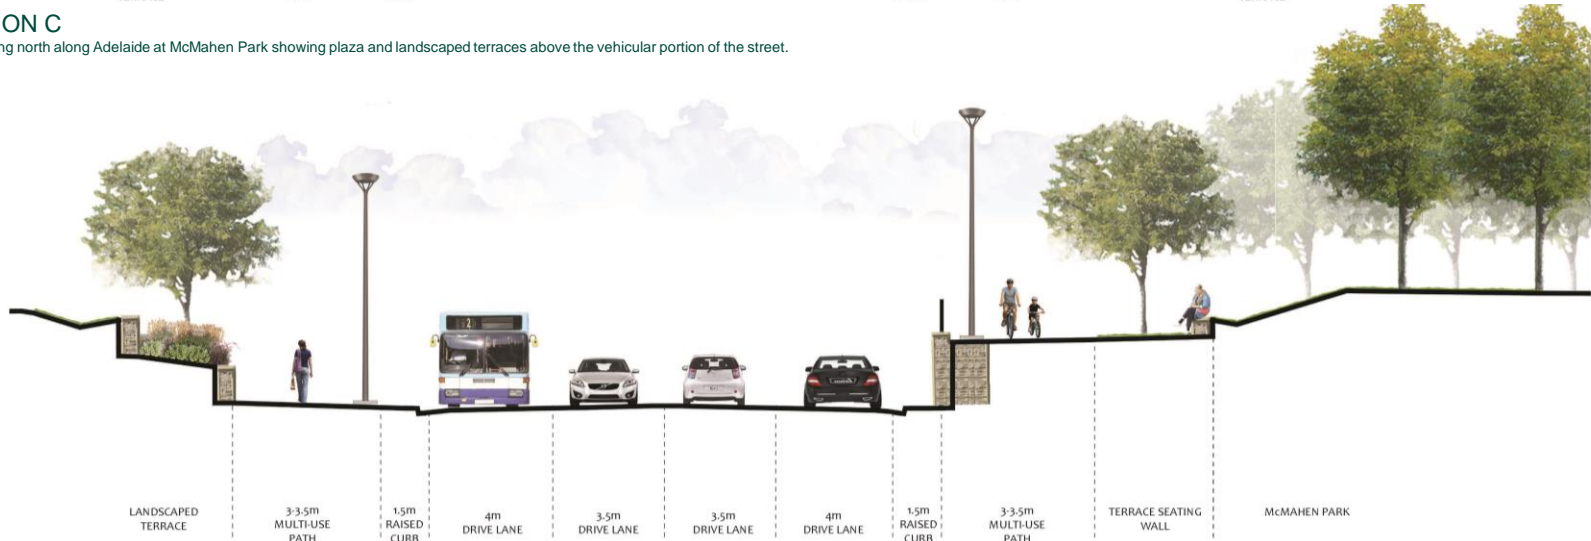 ON C
ng north along Adelaide at McMahen Park showing plaza and landscaped terraces above the vehicular portion of the street.
2
LANDSCAPED
TERRACE
3-3.5m
MULTI-USE
PATH
1.5m
RAISED
CURB
4m
DRIVE LANE
3.5m
DRIVE LANE
3.5m
DRIVE LANE
4m
DRIVE LANE
1.5m
RAISED
CURB
3-3.5m
MULTI-USE
PATH
TERRACE SEATING
WALL
McMAHEN PARK